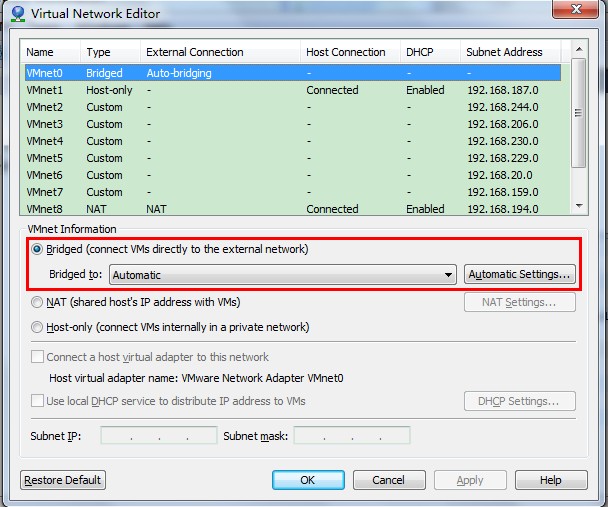 Virtual Network Editor
Name Type External Connection Host Connection DHCP Subnet Address
VMnet0 Bridged Auto-bridging - - -
VMnet1 Host-only - Connected Enabled 192.168.187.0
VMnet2 Custom - - - 192.168.244.0
VMnet3 Custom - - - 192.168.206.0
VMnet4 Custom - - - 192.168.230.0
VMnet5 Custom - - - 192.168.229.0
VMnet6 Custom - - - 192.168.20.0
VMnet7 Custom - - - 192.168.159.0
VMnet8 NAT NAT Connected Enabled 192.168.194.0
VMnet Information
Bridged (connect VMs directly to the external network)
Bridged to: Automatic Automatic Settings...
NAT (shared host's IP address with VMs) NAT Settings...
Host-only (connect VMs internally in a private network)
Connect a host virtual adapter to this network
Host virtual adapter name: VMware Network Adapter VMnet0
Use local DHCP service to distribute IP address to VMs DHCP Settings...
Subnet IP: . . . Subnet mask: . . .
Restore Default OK Cancel Apply Help